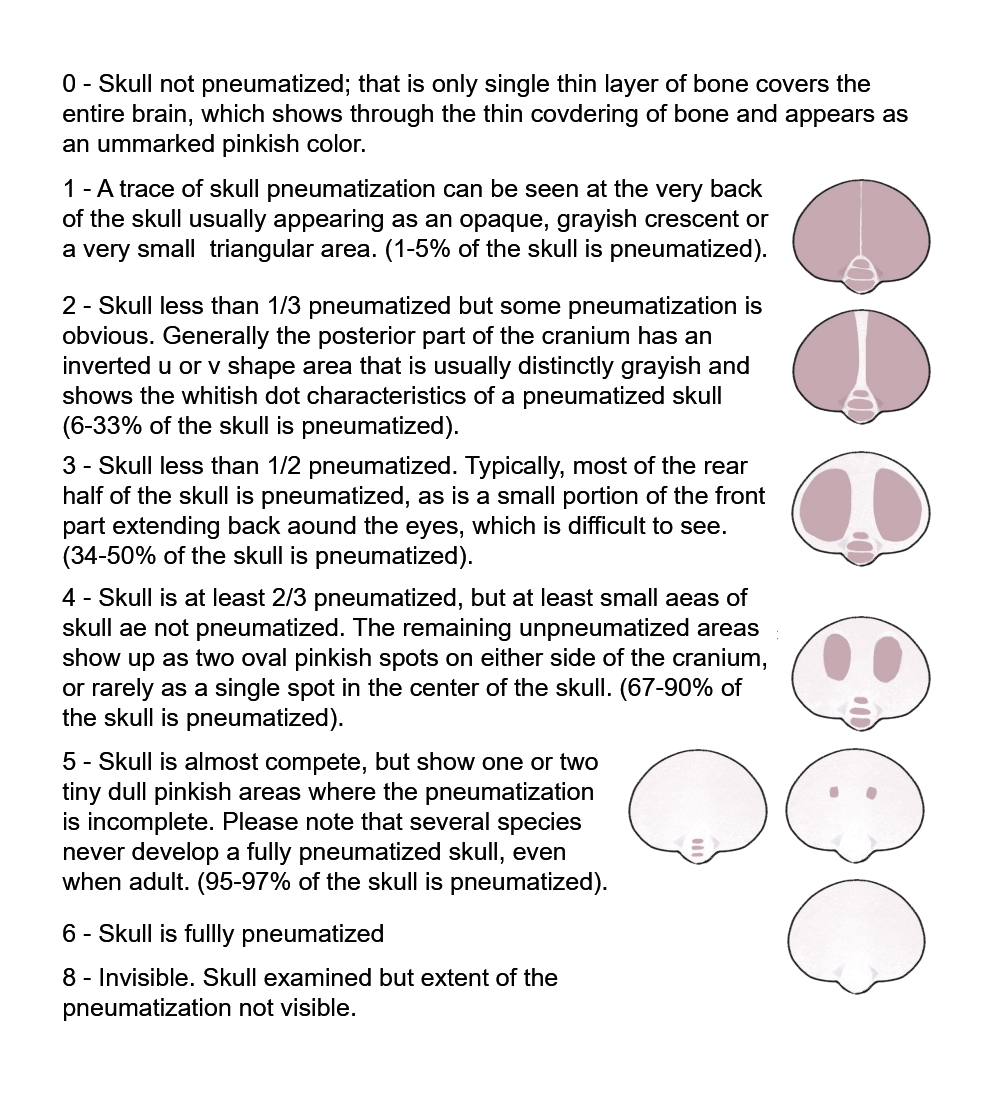 0 - Skull not pneumatized; that is only single thin layer of bone covers the
entire brain, which shows through the thin covdering of bone and appears as
an ummarked pinkish color.
1 - A trace of skull pneumatization can be seen at the very back
of the skull usually appearing as an opaque, grayish crescent or
a very small  triangular area. (1-5% of the skull is pneumatized).
2 - Skull less than 1/3 pneumatized but some pneumatization is
obvious. Generally the posterior part of the cranium has an
inverted u or v shape area that is usually distinctly grayish and
shows the whitish dot characteristics of a pneumatized skull
(6-33% of the skull is pneumatized).
3 - Skull less than 1/2 pneumatized. Typically, most of the rear
half of the skull is pneumatized, as is a small portion of the front
part extending back aound the eyes, which is difficult to see.
(34-50% of the skull is pneumatized).
4 - Skull is at least 2/3 pneumatized, but at least small aeas of
skull ae not pneumatized. The remaining unpneumatized areas
show up as two oval pinkish spots on either side of the cranium,
or rarely as a single spot in the center of the skull. (67-90% of
the skull is pneumatized).
5 - Skull is almost compete, but show one or two
tiny dull pinkish areas where the pneumatization
is incomplete. Please note that several species
never develop a fully pneumatized skull, even
when adult. (95-97% of the skull is pneumatized).
6 - Skull is fullly pneumatized
8 - Invisible. Skull examined but extent of the
pneumatization not visible.